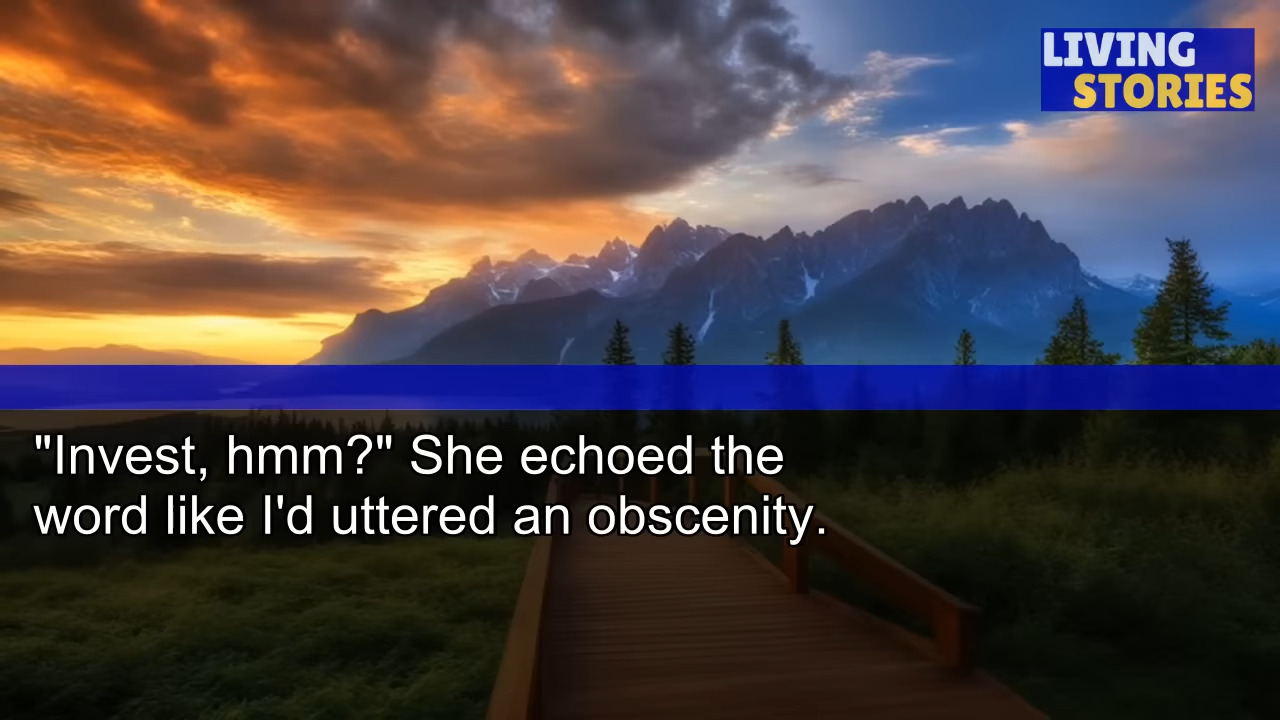 LIVING
STORIES
"Invest, hmm?" She echoed the
word like I'd uttered an obscenity.